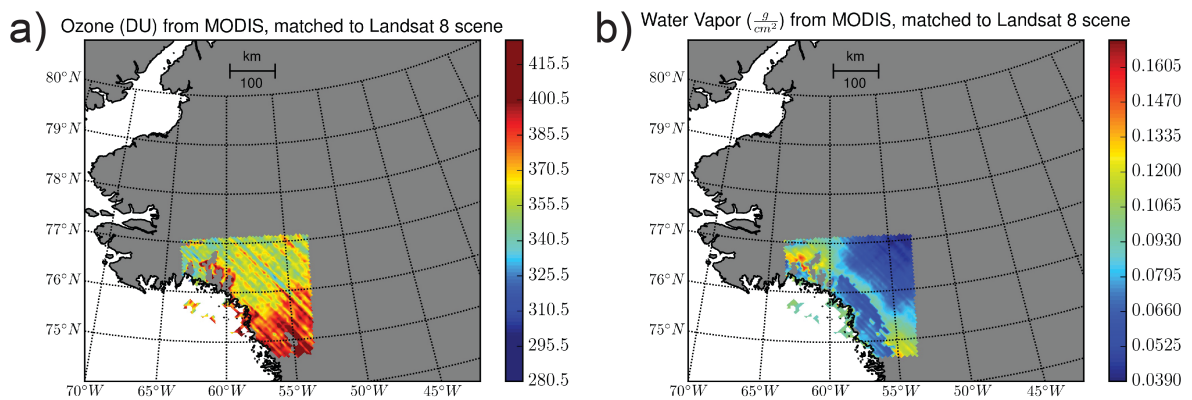 a) Ozone (DU) from MODIS, matched to Landsat 8 scene
km
100
80°N
79°N
78°N
77°N
76°N
75°N
70°W 65°W 60°W 55°W 50°W 45°W
415.5
400.5
385.5
370.5
355.5
340.5
325.5
310.5
295.5
280.5
b) Water Vapor (g/cm²) from MODIS, matched to Landsat 8 scene
km
100
80°N
79°N
78°N
77°N
76°N
75°N
70°W 65°W 60°W 55°W 50°W 45°W
0.1605
0.1470
0.1335
0.1200
0.1065
0.0930
0.0795
0.0660
0.0525
0.0390